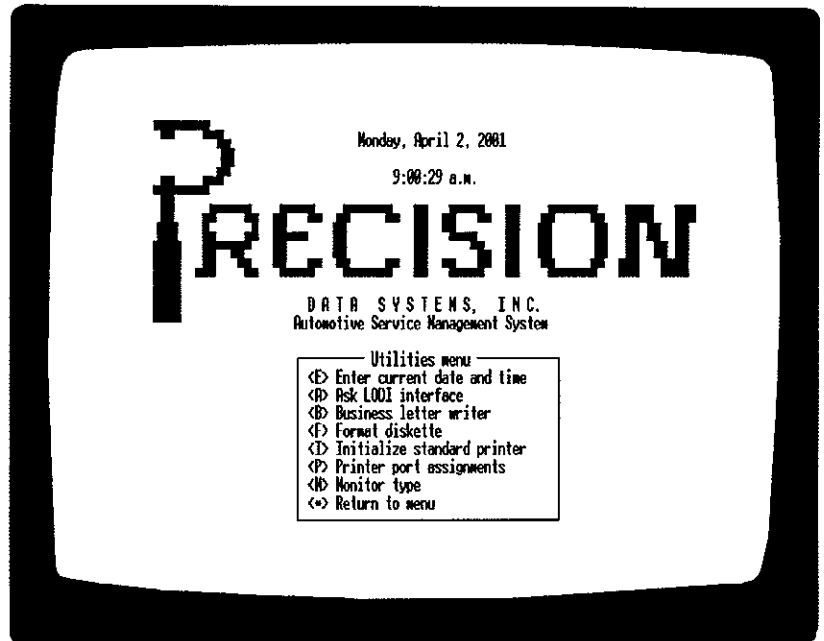 Monday, April 2, 2001
9:00:29 a.m.
PRECISION
DATA SYSTEMS, INC.
Automotive Service Management System
Utilities menu
<E> Enter current date and time
<A> Ask LODI interface
<B> Business letter writer
<F> Format diskette
<I> Initialize standard printer
<P> Printer port assignments
<M> Monitor type
<*> Return to menu